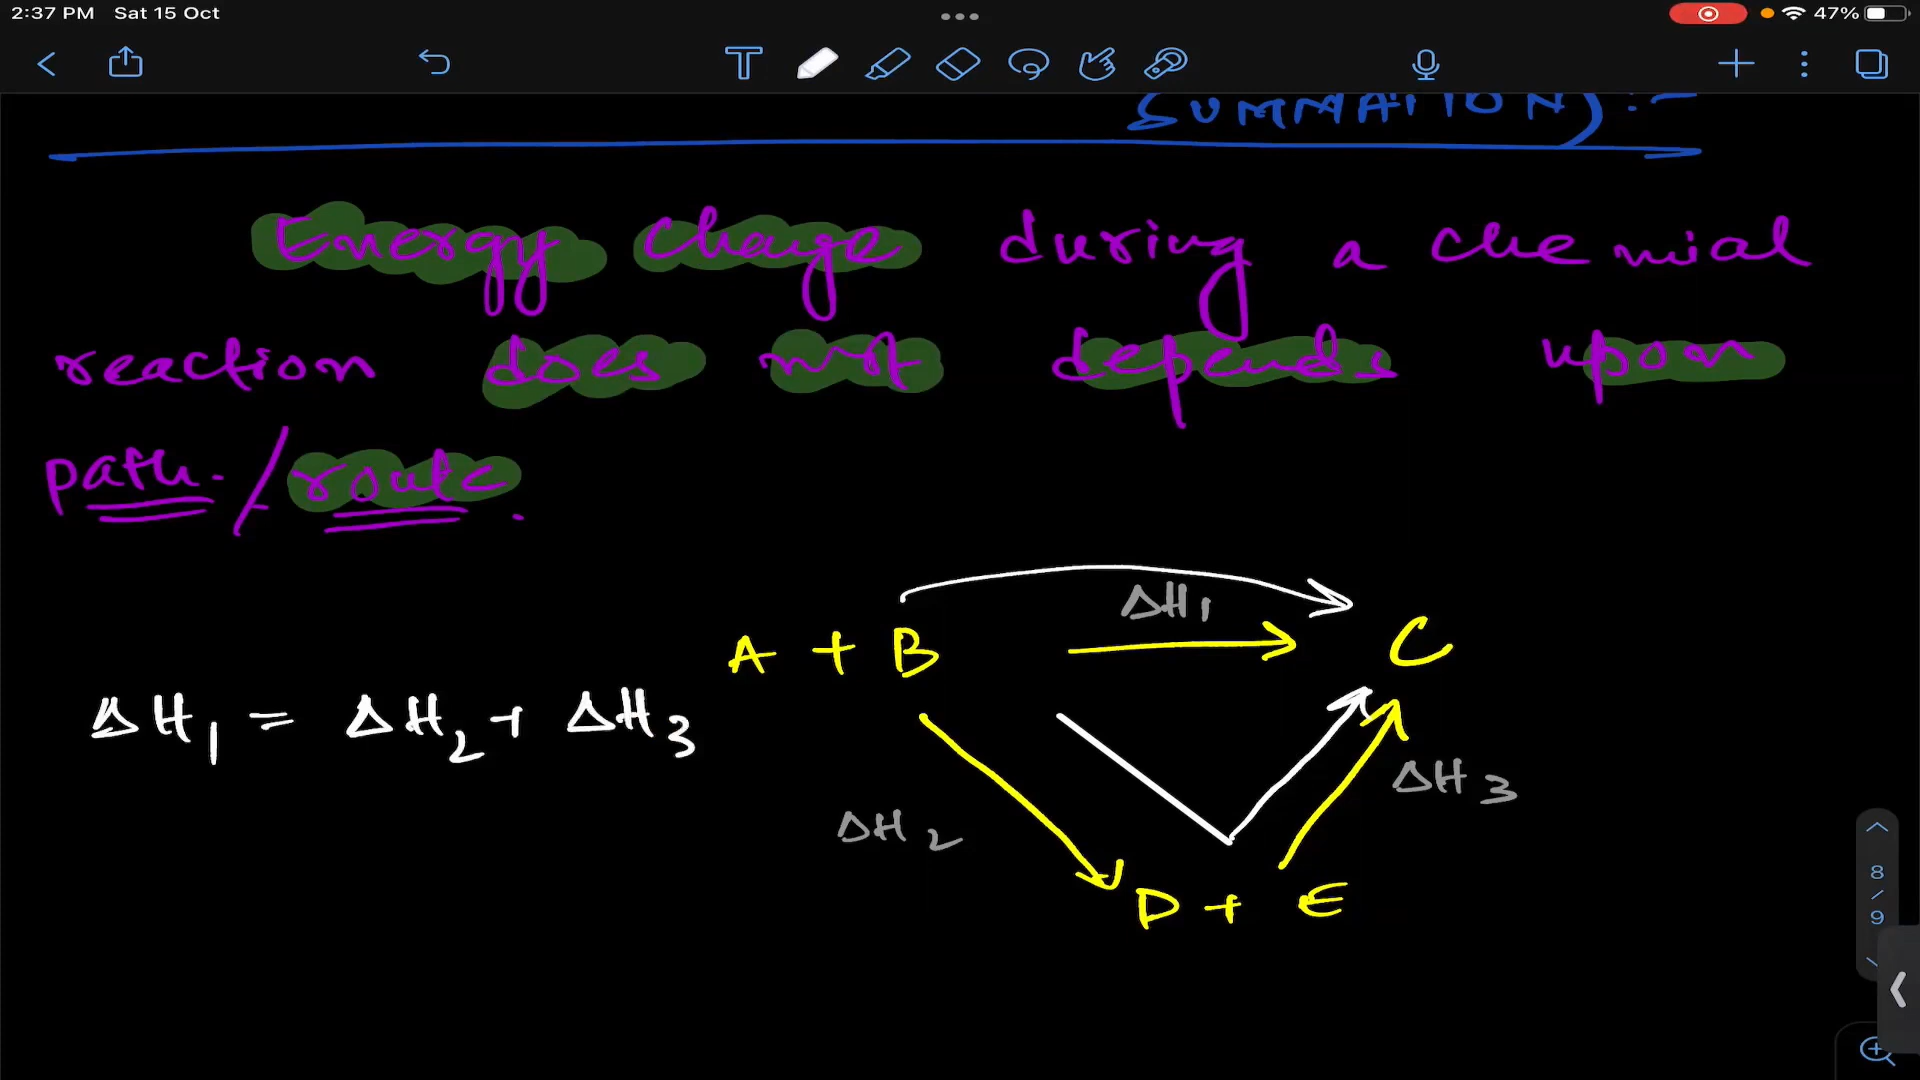 2:37 PM Sat 15 Oct
47%
SUMMATION) :-
Energy change during a chemial
reaction does not depends upon
path / route.
ΔH₁
A + B → C
ΔH₁ = ΔH₂ + ΔH₃
ΔH₃
ΔH₂
D + E
8
/
9